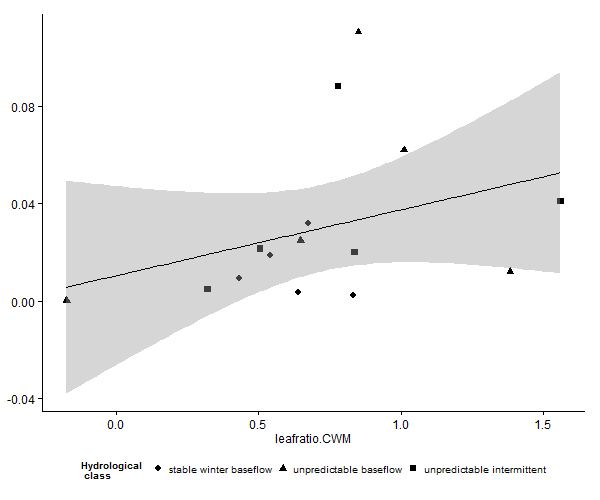 0.08
0.04
0.00
-0.04
0.0 0.5 1.0 1.5
leafratio.CWM
Hydrological
class
stable winter baseflow unpredictable baseflow unpredictable intermittent